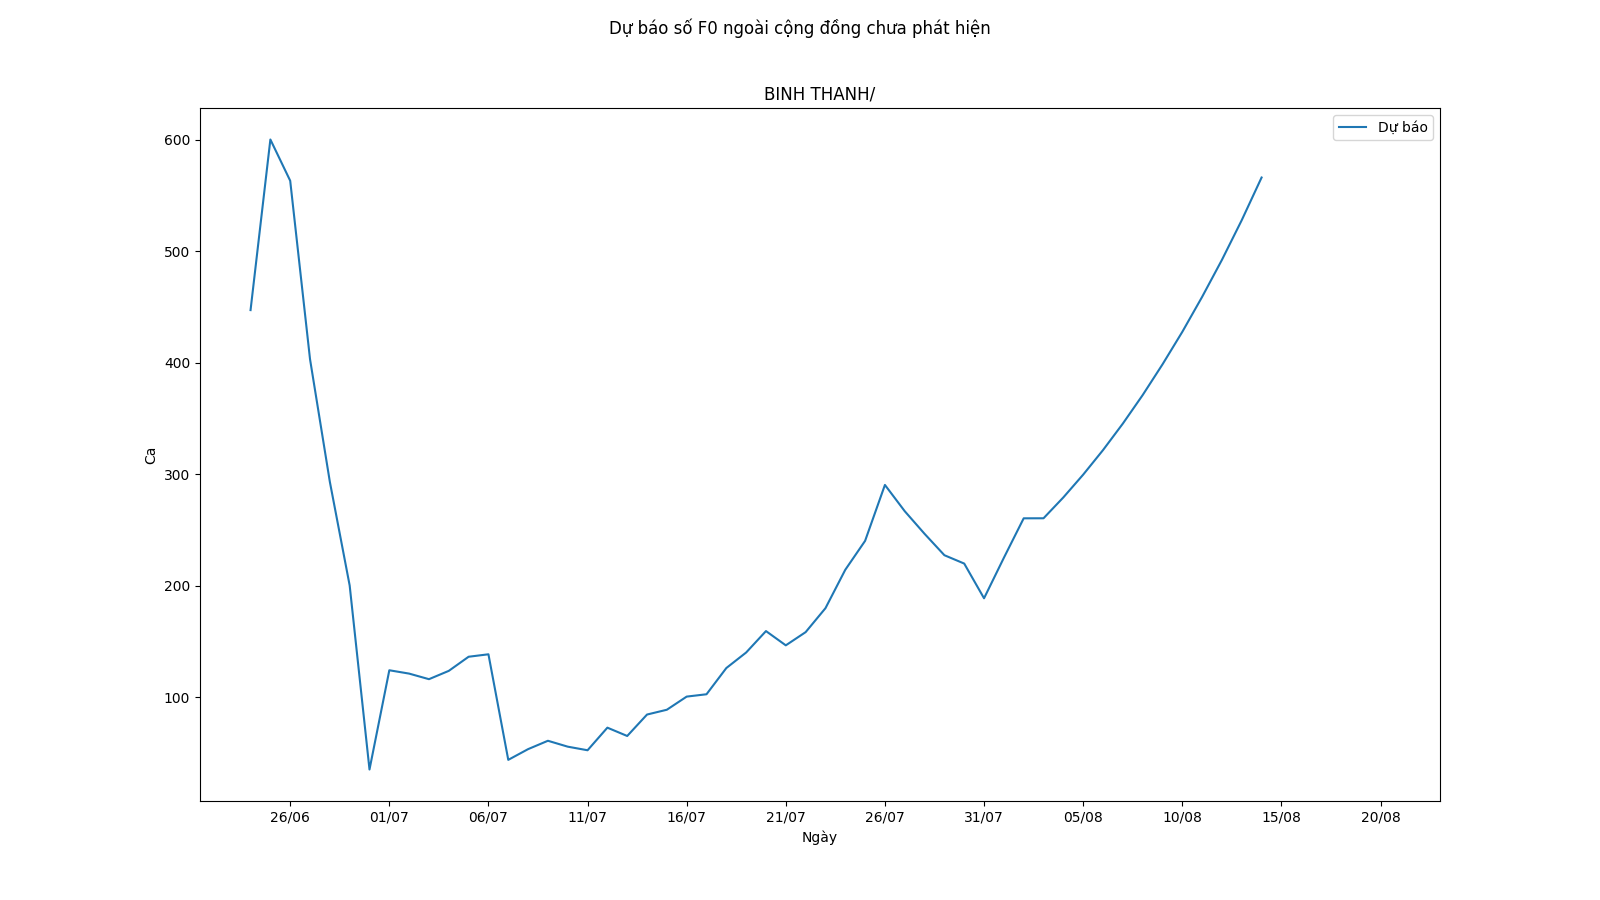 Dự báo số F0 ngoài cộng đồng chưa phát hiện
BINH THANH/
Dự báo
600
500
400
300
200
100
Ca
26/06 01/07 06/07 11/07 16/07 21/07 26/07 31/07 05/08 10/08 15/08 20/08
Ngày